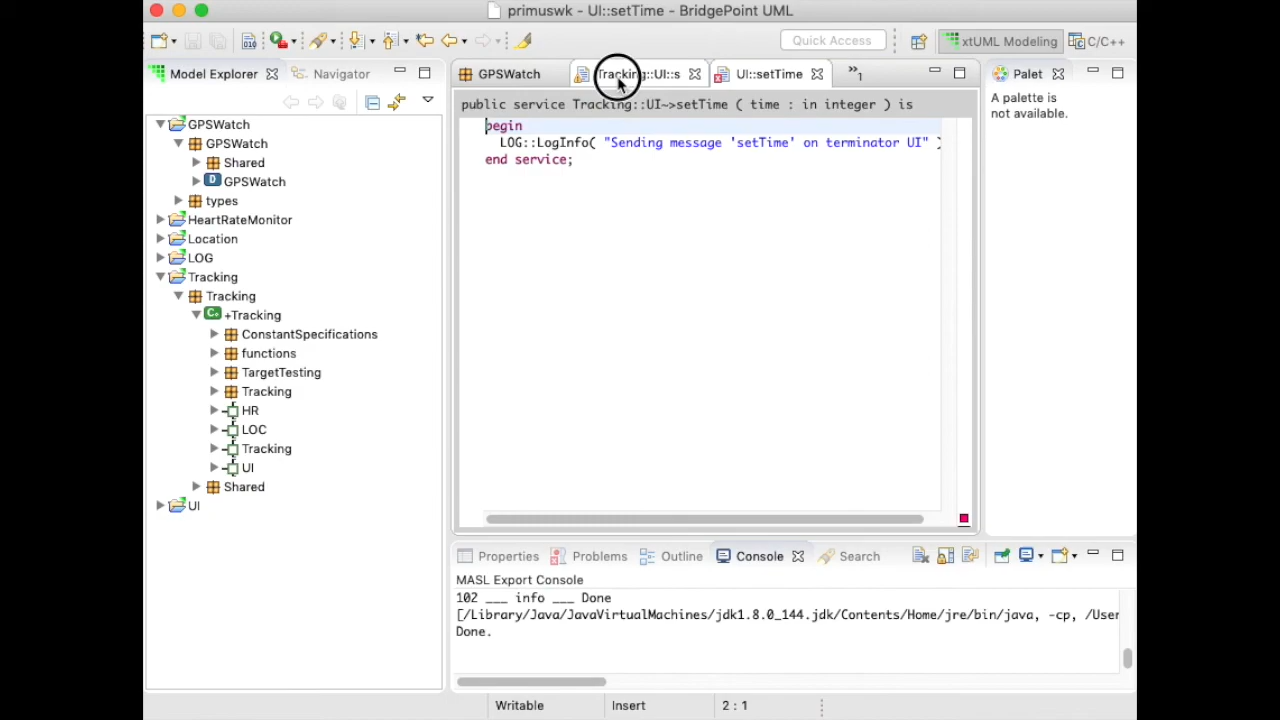 primuswk - UI::setTime - BridgePoint UML
010
Quick Access
xtUML Modeling
C/C++
Model Explorer
Navigator
GPSWatch
Tracking::UI::s
UI::setTime
»1
Palet
GPSWatch
GPSWatch
Shared
D GPSWatch
types
HeartRateMonitor
Location
LOG
Tracking
Tracking
C +Tracking
ConstantSpecifications
functions
TargetTesting
Tracking
HR
LOC
Tracking
UI
Shared
UI
public service Tracking::UI~>setTime ( time : in integer ) is
begin
LOG::LogInfo( "Sending message 'setTime' on terminator UI" )
end service;
A palette is
not available.
Properties
Problems
Outline
Console
Search
MASL Export Console
102 ___ info ___ Done
[/Library/Java/JavaVirtualMachines/jdk1.8.0_144.jdk/Contents/Home/jre/bin/java, -cp, /User
Done.
Writable
Insert
2 : 1